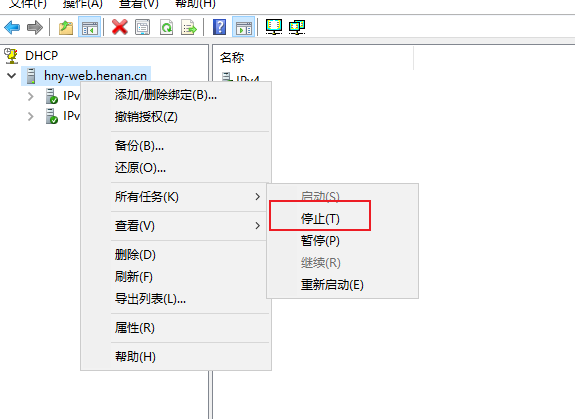 文件(F) 操作(A) 查看(V) 帮助(H)
DHCP
hny-web.henan.cn
IPv
IPv
名称
IPv4
添加/删除绑定(B)...
撤销授权(Z)
备份(B)...
还原(O)...
所有任务(K)
查看(V)
删除(D)
刷新(F)
导出列表(L)...
属性(R)
帮助(H)
启动(S)
停止(T)
暂停(P)
继续(R)
重新启动(E)